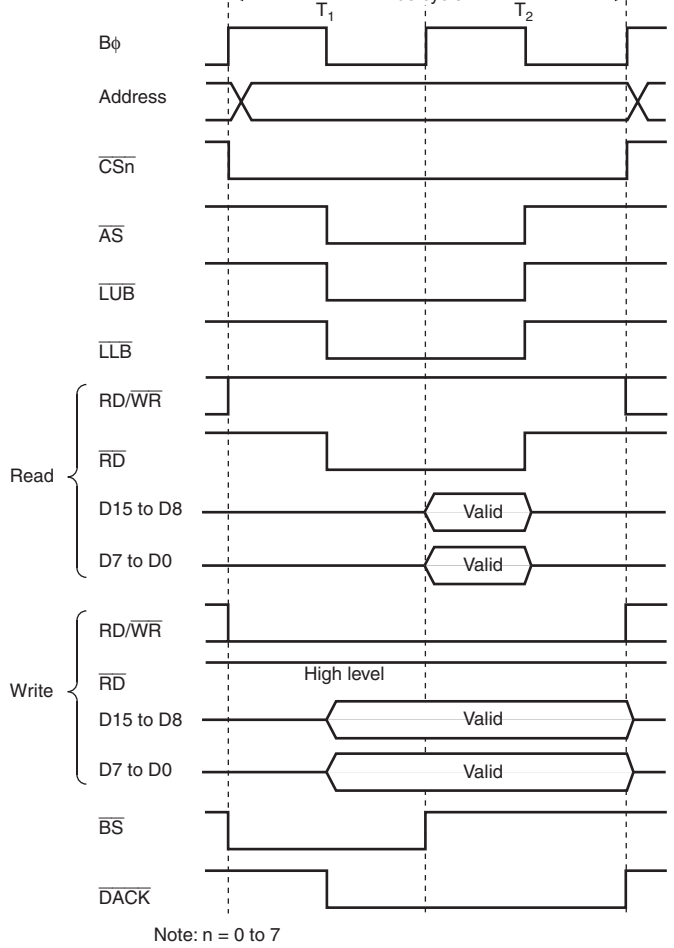 T1 T2
Bφ
Address
CSn
AS
LUB
LLB
Read
RD/WR
RD
D15 to D8 Valid
D7 to D0 Valid
Write
RD/WR
RD High level
D15 to D8 Valid
D7 to D0 Valid
BS
DACK
Note: n = 0 to 7